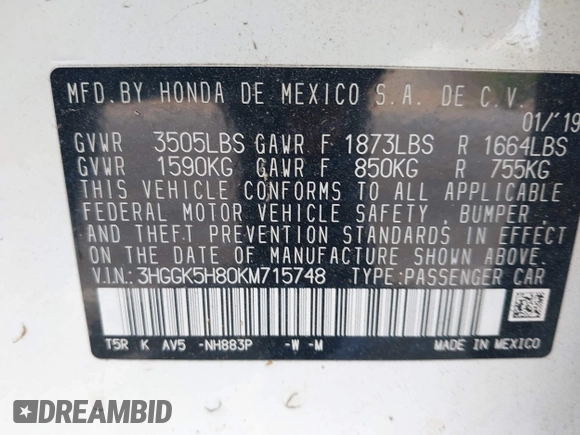 MFD. BY HONDA DE MEXICO S.A. DE C.V.
01/'19
GVWR 3505LBS GAWR F 1873LBS R 1664LBS
GVWR 1590KG GAWR F 850KG R 755KG
THIS VEHICLE CONFORMS TO ALL APPLICABLE
FEDERAL MOTOR VEHICLE SAFETY , BUMPER ,
AND THEFT PREVENTION STANDARDS IN EFFECT
ON THE DATE OF MANUFACTURE SHOWN ABOVE.
V.I.N.: 3HGGK5H80KM715748 TYPE:PASSENGER CAR
T5R K AV5 -NH883P -W -M
MADE IN MEXICO
DREAMBID